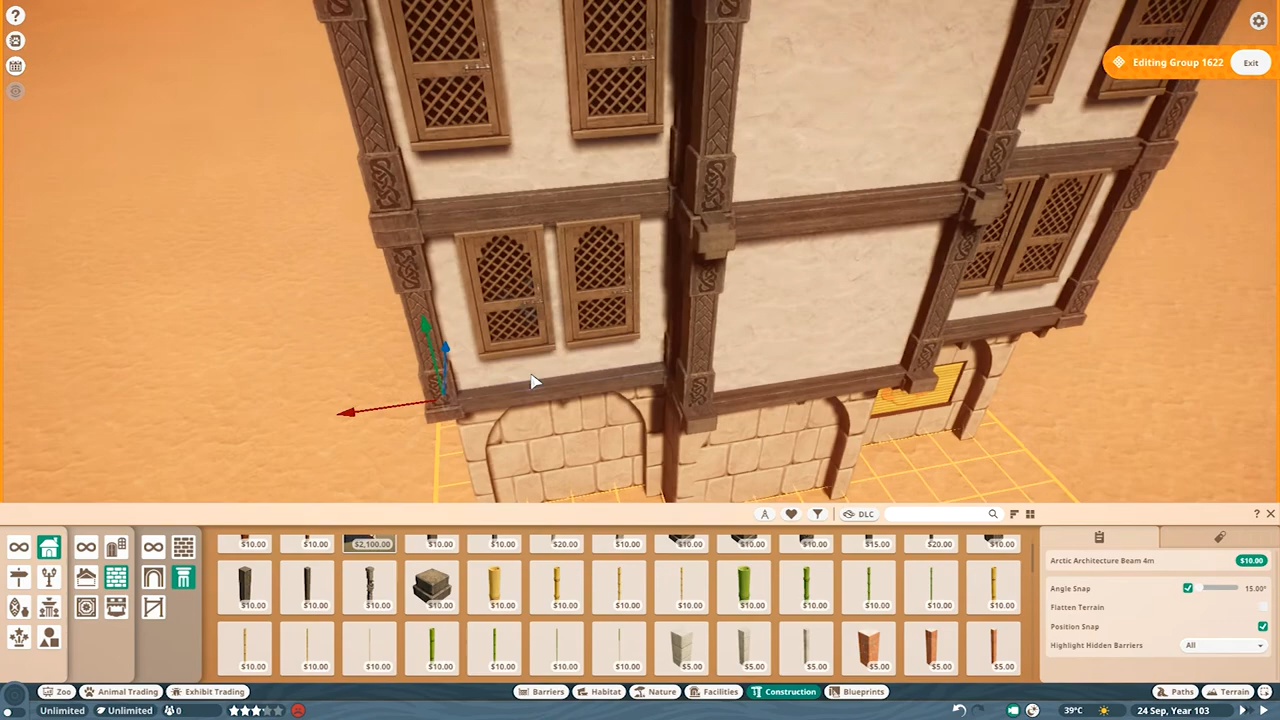 Editing Group 1622
Exit
DLC
$10.00 $10.00 $2,100.00 $10.00 $10.00 $20.00 $10.00 $10.00 $10.00 $10.00 $15.00 $20.00 $10.00
$10.00 $10.00 $10.00 $10.00 $10.00 $10.00 $10.00 $10.00 $10.00 $10.00 $10.00 $10.00 $10.00
$10.00 $10.00 $10.00 $10.00 $10.00 $10.00 $10.00 $5.00 $5.00 $5.00 $5.00 $5.00 $5.00
Arctic Architecture Beam 4m $10.00
Angle Snap 15.00°
Flatten Terrain
Position Snap
Highlight Hidden Barriers All
Zoo Animal Trading Exhibit Trading Barriers Habitat Nature Facilities Construction Blueprints Paths Terrain
Unlimited Unlimited 0 39°C 24 Sep, Year 103